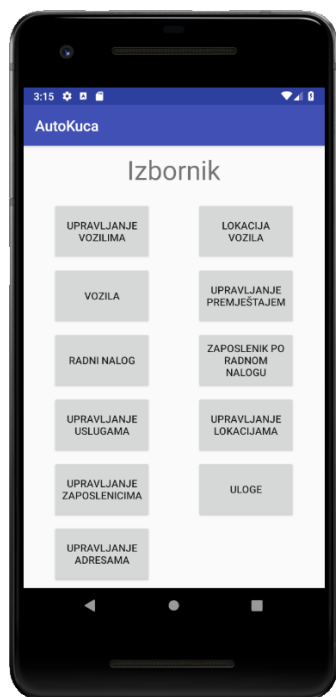 3:15
AutoKuca
Izbornik
UPRAVLJANJE
VOZILIMA
LOKACIJA
VOZILA
VOZILA
UPRAVLJANJE
PREMJEŠTAJEM
RADNI NALOG
ZAPOSLENIK PO
RADNOM
NALOGU
UPRAVLJANJE
USLUGAMA
UPRAVLJANJE
LOKACIJAMA
UPRAVLJANJE
ZAPOSLENICIMA
ULOGE
UPRAVLJANJE
ADRESAMA